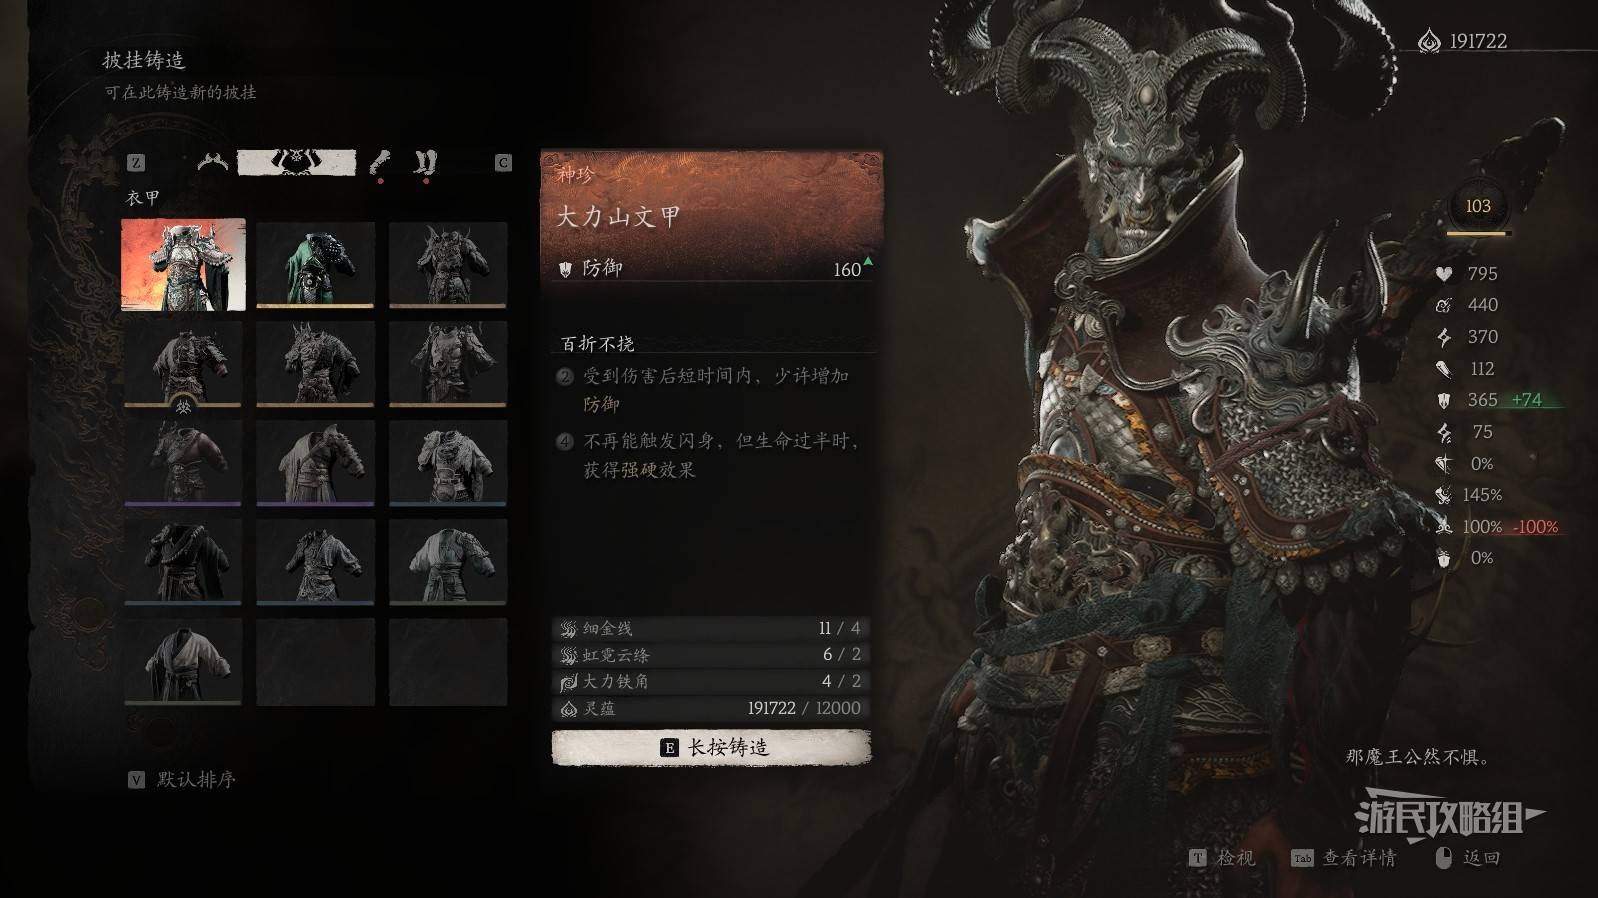 披挂铸造
可在此铸造新的披挂
191722
Z
C
衣甲
神珍
大力山文甲
防御 160
百折不挠
2 受到伤害后短时间内，少许增加
防御
4 不再能触发闪身，但生命过半时，
获得强硬效果
细金线 11 / 4
虹霓云绦 6 / 2
大力铁角 4 / 2
灵蕴 191722 / 12000
E 长按铸造
V 默认排序
103
795
440
370
112
365 +74
75
0%
145%
100% -100%
0%
那魔王公然不惧。
游民攻略组
T 检视
Tab 查看详情
返回